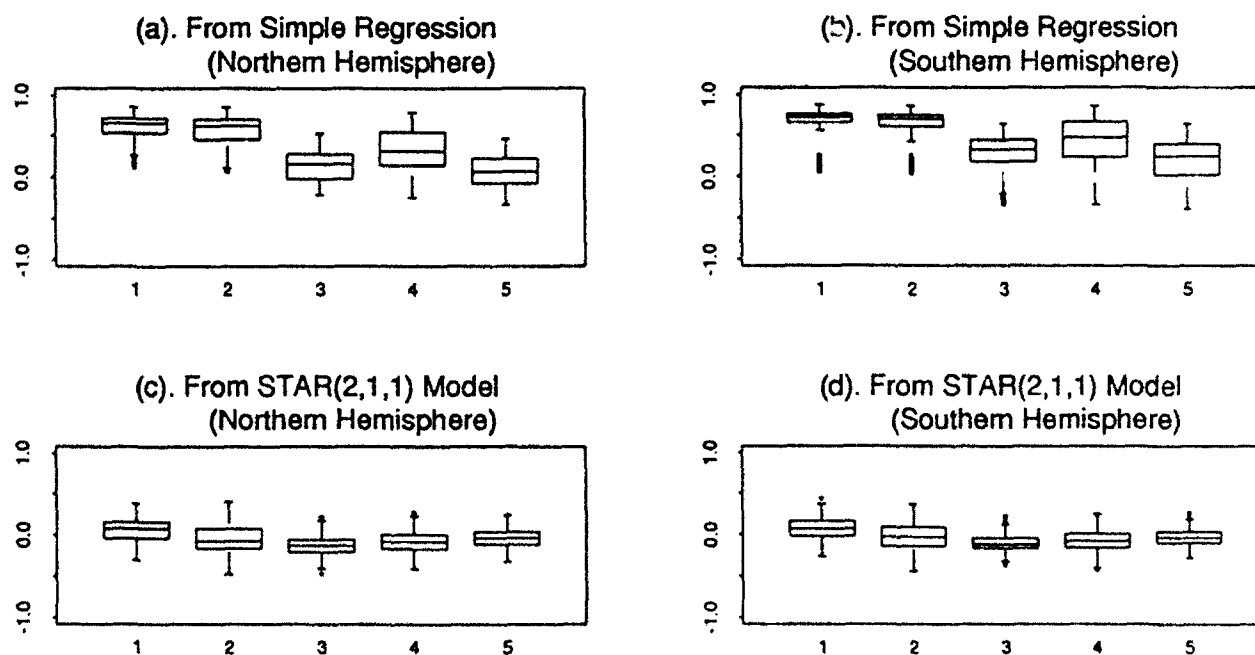 (a). From Simple Regression
(Northern Hemisphere)
1.0
0.0
-1.0
1 2 3 4 5
(b). From Simple Regression
(Southern Hemisphere)
1.0
0.0
-1.0
1 2 3 4 5
(c). From STAR(2,1,1) Model
(Northern Hemisphere)
1.0
0.0
-1.0
1 2 3 4 5
(d). From STAR(2,1,1) Model
(Southern Hemisphere)
1.0
0.0
-1.0
1 2 3 4 5